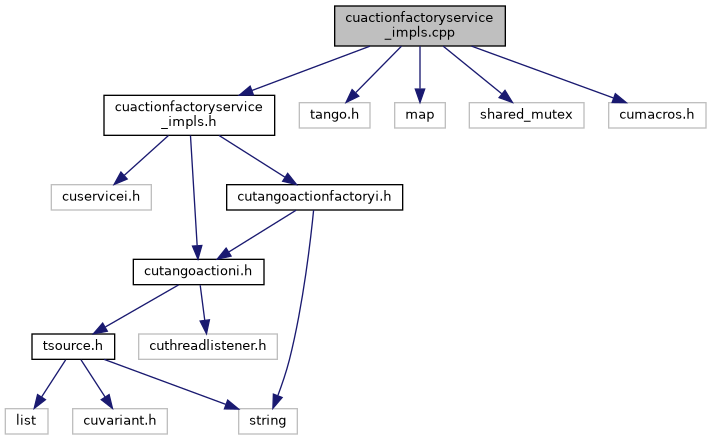 cuactionfactoryservice
_impls.cpp
cuactionfactoryservice
_impls.h
tango.h
map
shared_mutex
cumacros.h
cuservicei.h
cutangoactionfactoryi.h
cutangoactioni.h
tsource.h
cuthreadlistener.h
list
cuvariant.h
string